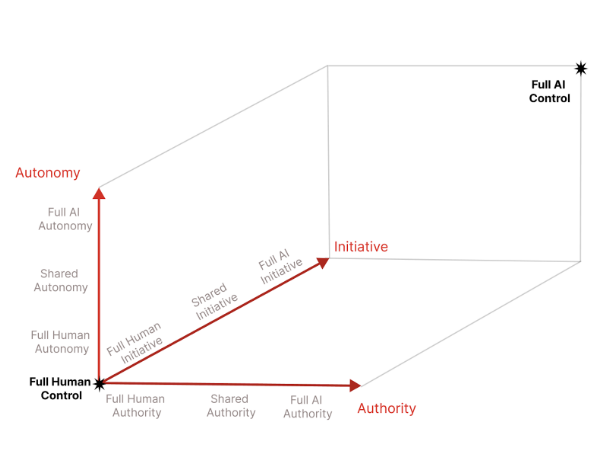 Full AI
Control
Autonomy
Full AI
Autonomy
Shared
Autonomy
Full Human
Autonomy
Initiative
Full AI
Initiative
Shared
Initiative
Full Human
Initiative
Full Human
Control
Full Human
Authority
Shared
Authority
Full AI
Authority
Authority